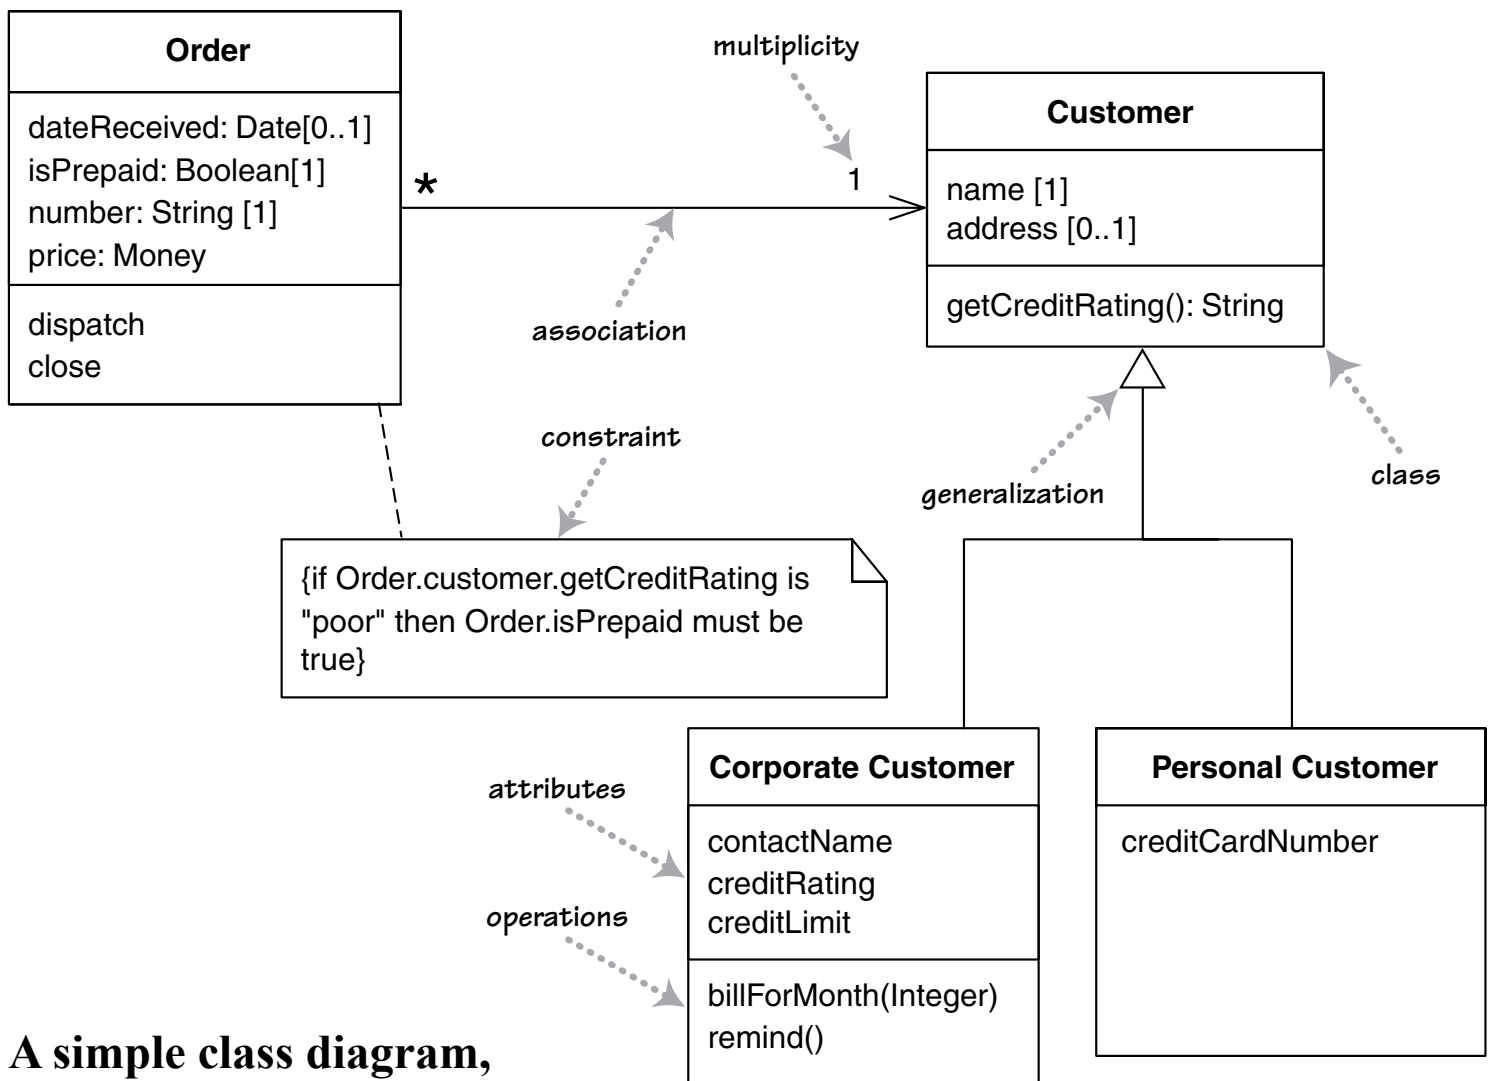 Order
dateReceived: Date[0..1]
isPrepaid: Boolean[1]
number: String [1]
price: Money
dispatch
close
*
multiplicity
1
association
Customer
name [1]
address [0..1]
getCreditRating(): String
class
generalization
constraint
{if Order.customer.getCreditRating is
"poor" then Order.isPrepaid must be
true}
attributes
operations
Corporate Customer
contactName
creditRating
creditLimit
billForMonth(Integer)
remind()
Personal Customer
creditCardNumber
A simple class diagram,